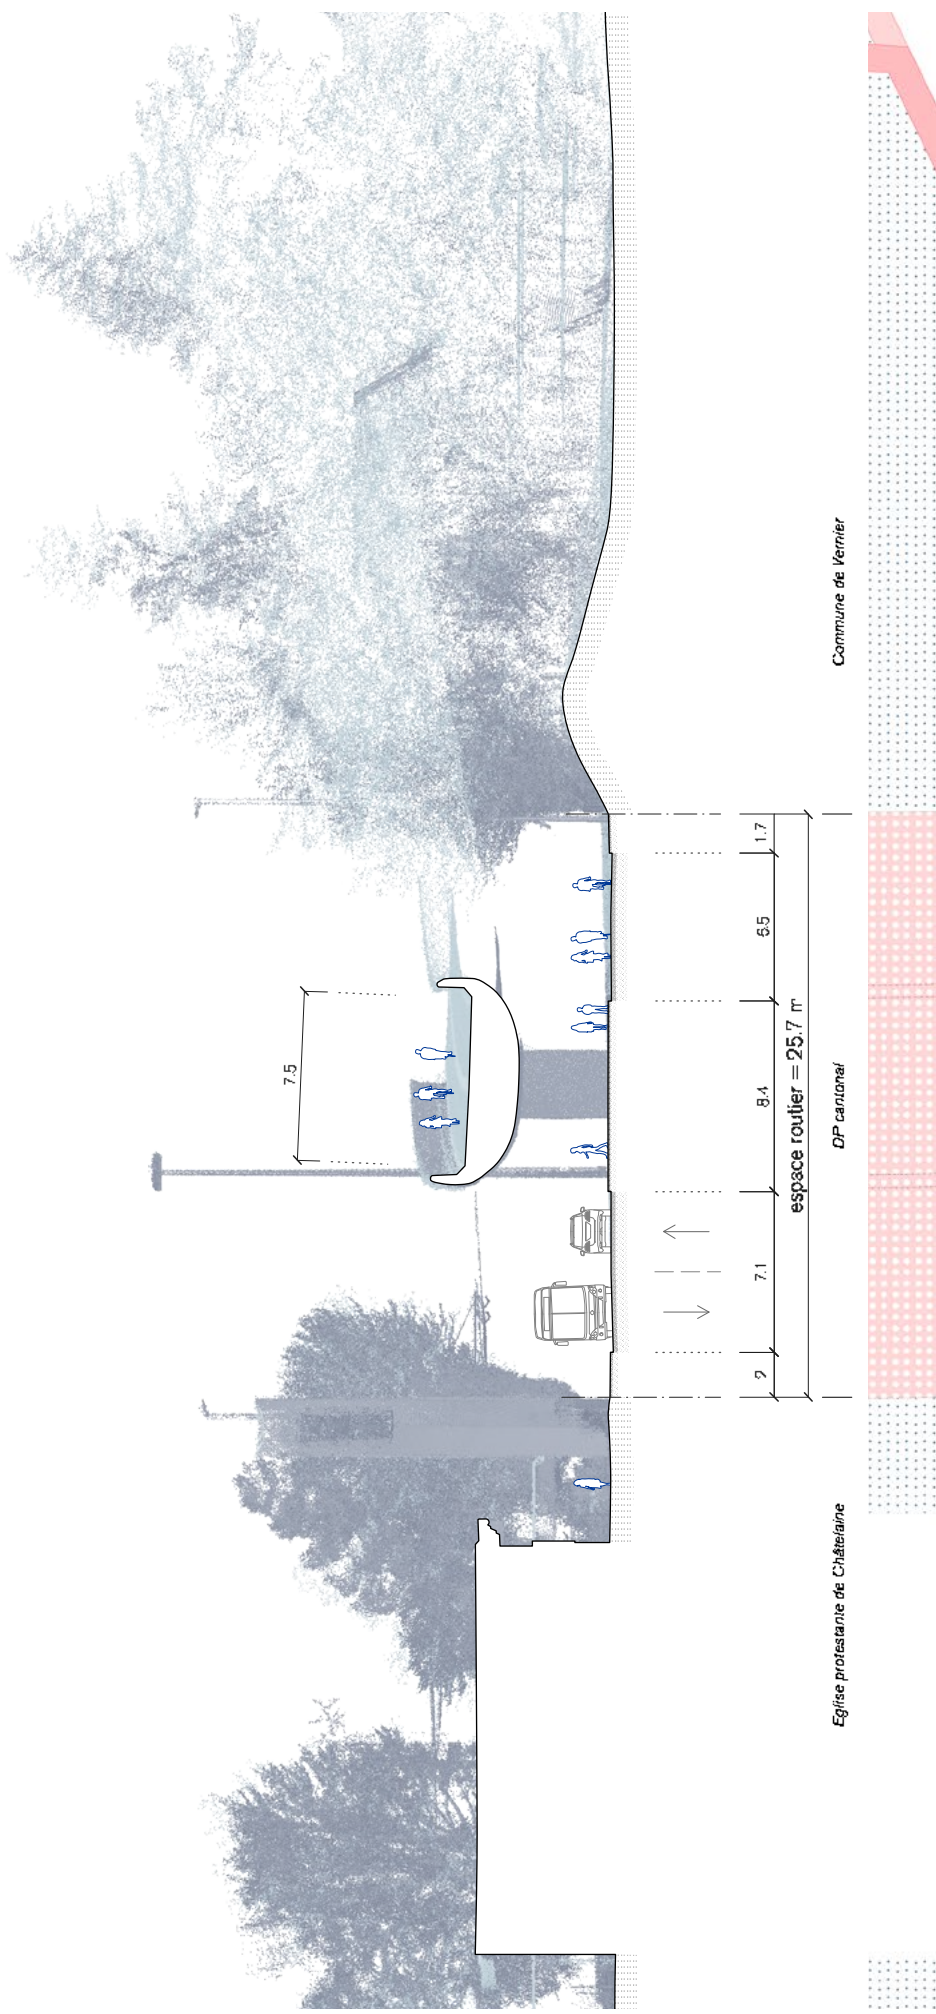 7.5
2
7.1
8.4
6.5
1.7
espace routier = 25.7 m
Eglise protestante de Châtelaine
DP cantonal
Commune de Vernier